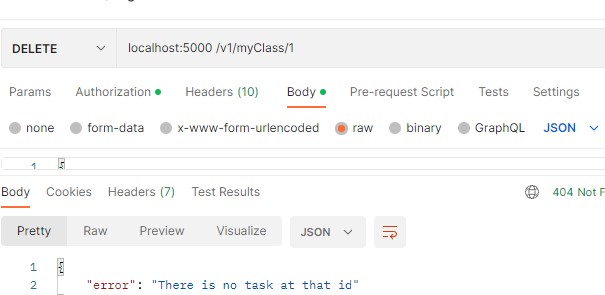 DELETE localhost:5000 /v1/myClass/1
Params Authorization Headers (10) Body Pre-request Script Tests Settings
none form-data x-www-form-urlencoded raw binary GraphQL JSON
1 {
Body Cookies Headers (7) Test Results 404 Not F
Pretty Raw Preview Visualize JSON
1 {
2 "error": "There is no task at that id"